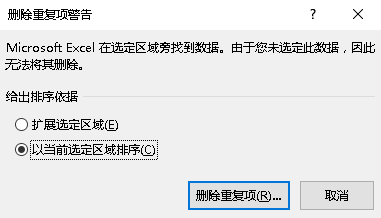 删除重复项警告
?
Microsoft Excel 在选定区域旁找到数据。由于您未选定此数据，因此
无法将其删除。
给出排序依据
扩展选定区域(E)
以当前选定区域排序(C)
删除重复项(R)...
取消